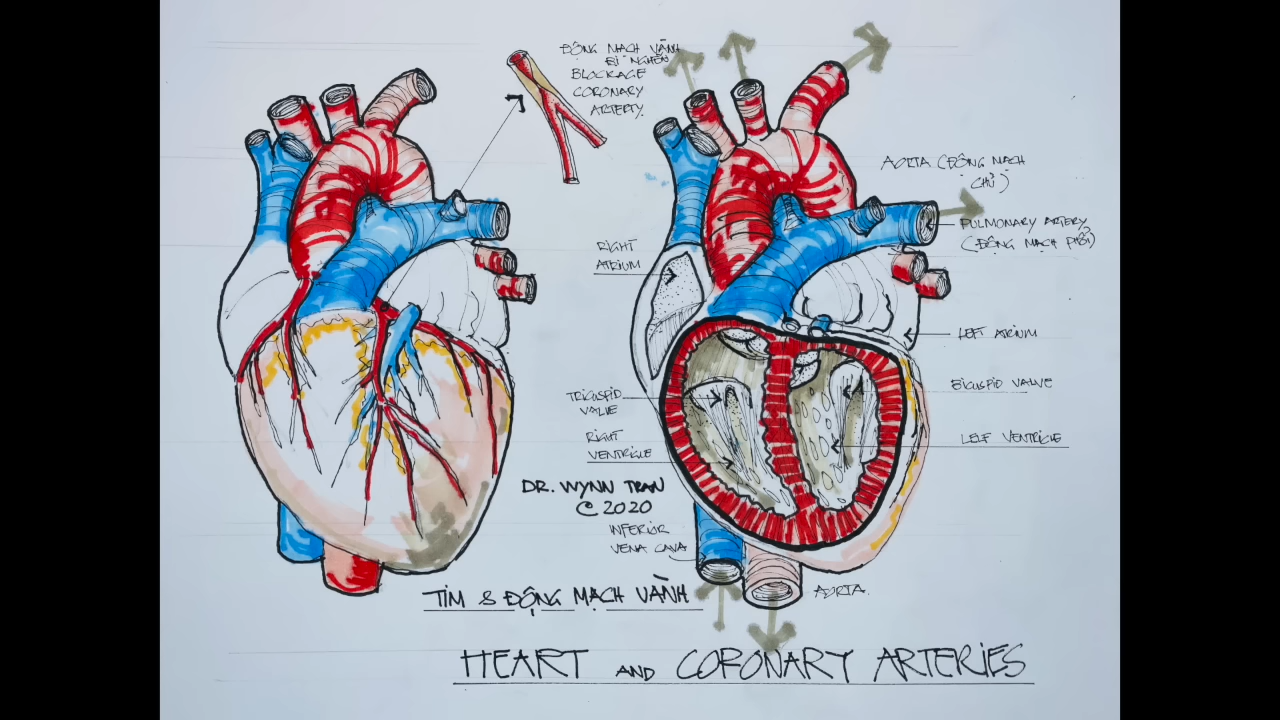 ĐỘNG MẠCH VÀNH
BỊ NGHẼN
BLOCKAGE
CORONARY
ARTERTY.
AORTA (ĐỘNG MẠCH
CHỦ)
PULMONARY ARTERY
(ĐỘNG MẠCH PHỔI)
RIGHT
ATRIUM
LEFT ATRIUM
TRICUSPID
VALVE
BICUSPID VALVE
RIGHT
VENTRICLE
LEFT VENTRICLE
DR. WYNN TRAN
© 2020
INFERIOR
VENA CAVA
AORTA.
TIM & ĐỘNG MẠCH VÀNH
HEART AND CORONARY ARTERIES